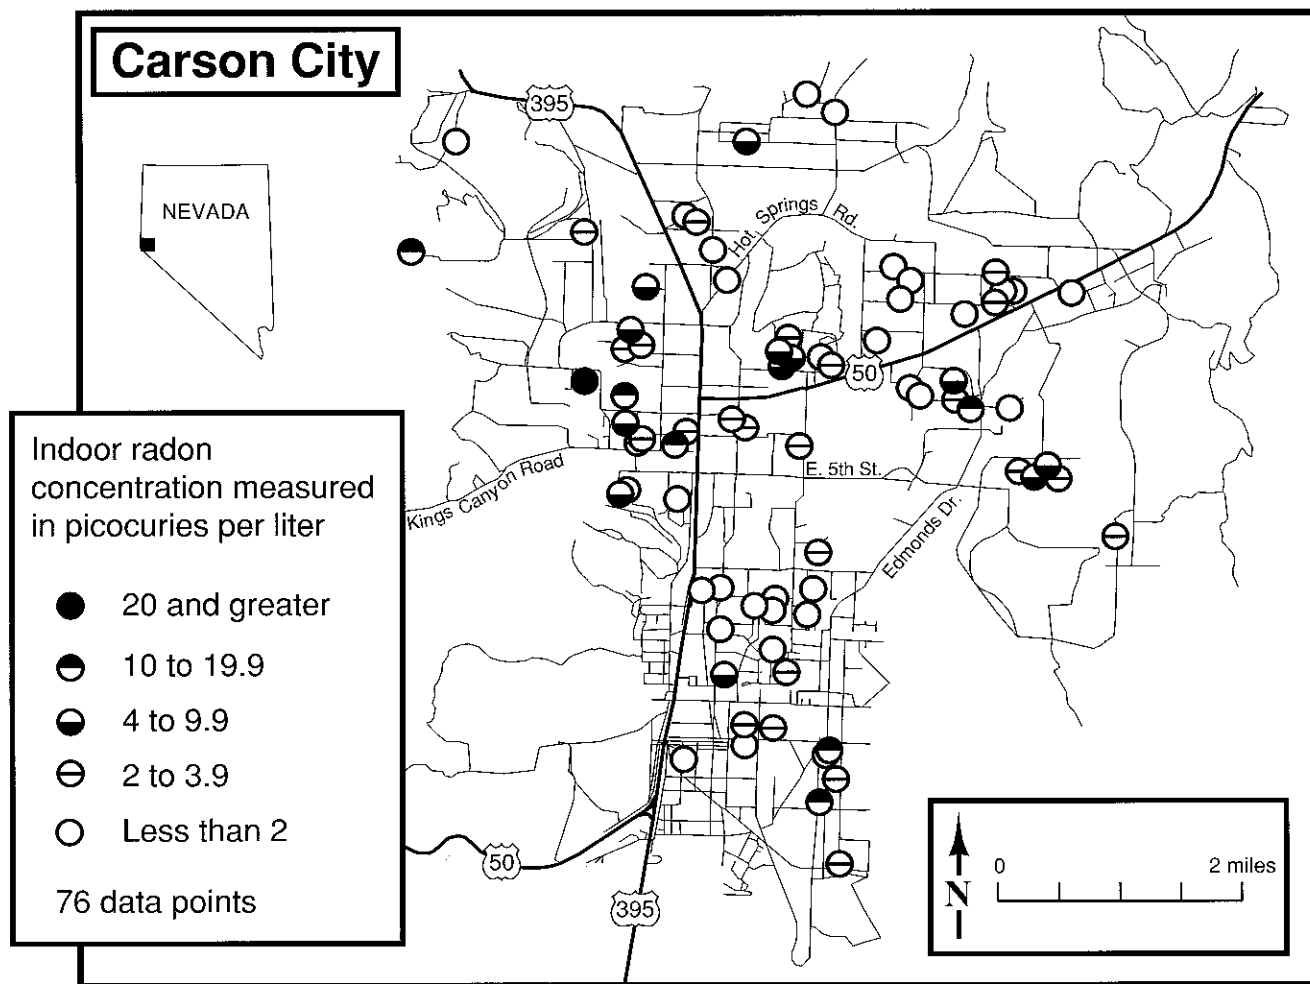 Carson City
395
NEVADA
Hot Springs Rd.
50
E. 5th St.
Kings Canyon Road
Edmonds Dr.
Indoor radon
concentration measured
in picocuries per liter
20 and greater
10 to 19.9
4 to 9.9
2 to 3.9
Less than 2
76 data points
50
395
N
0 2 miles